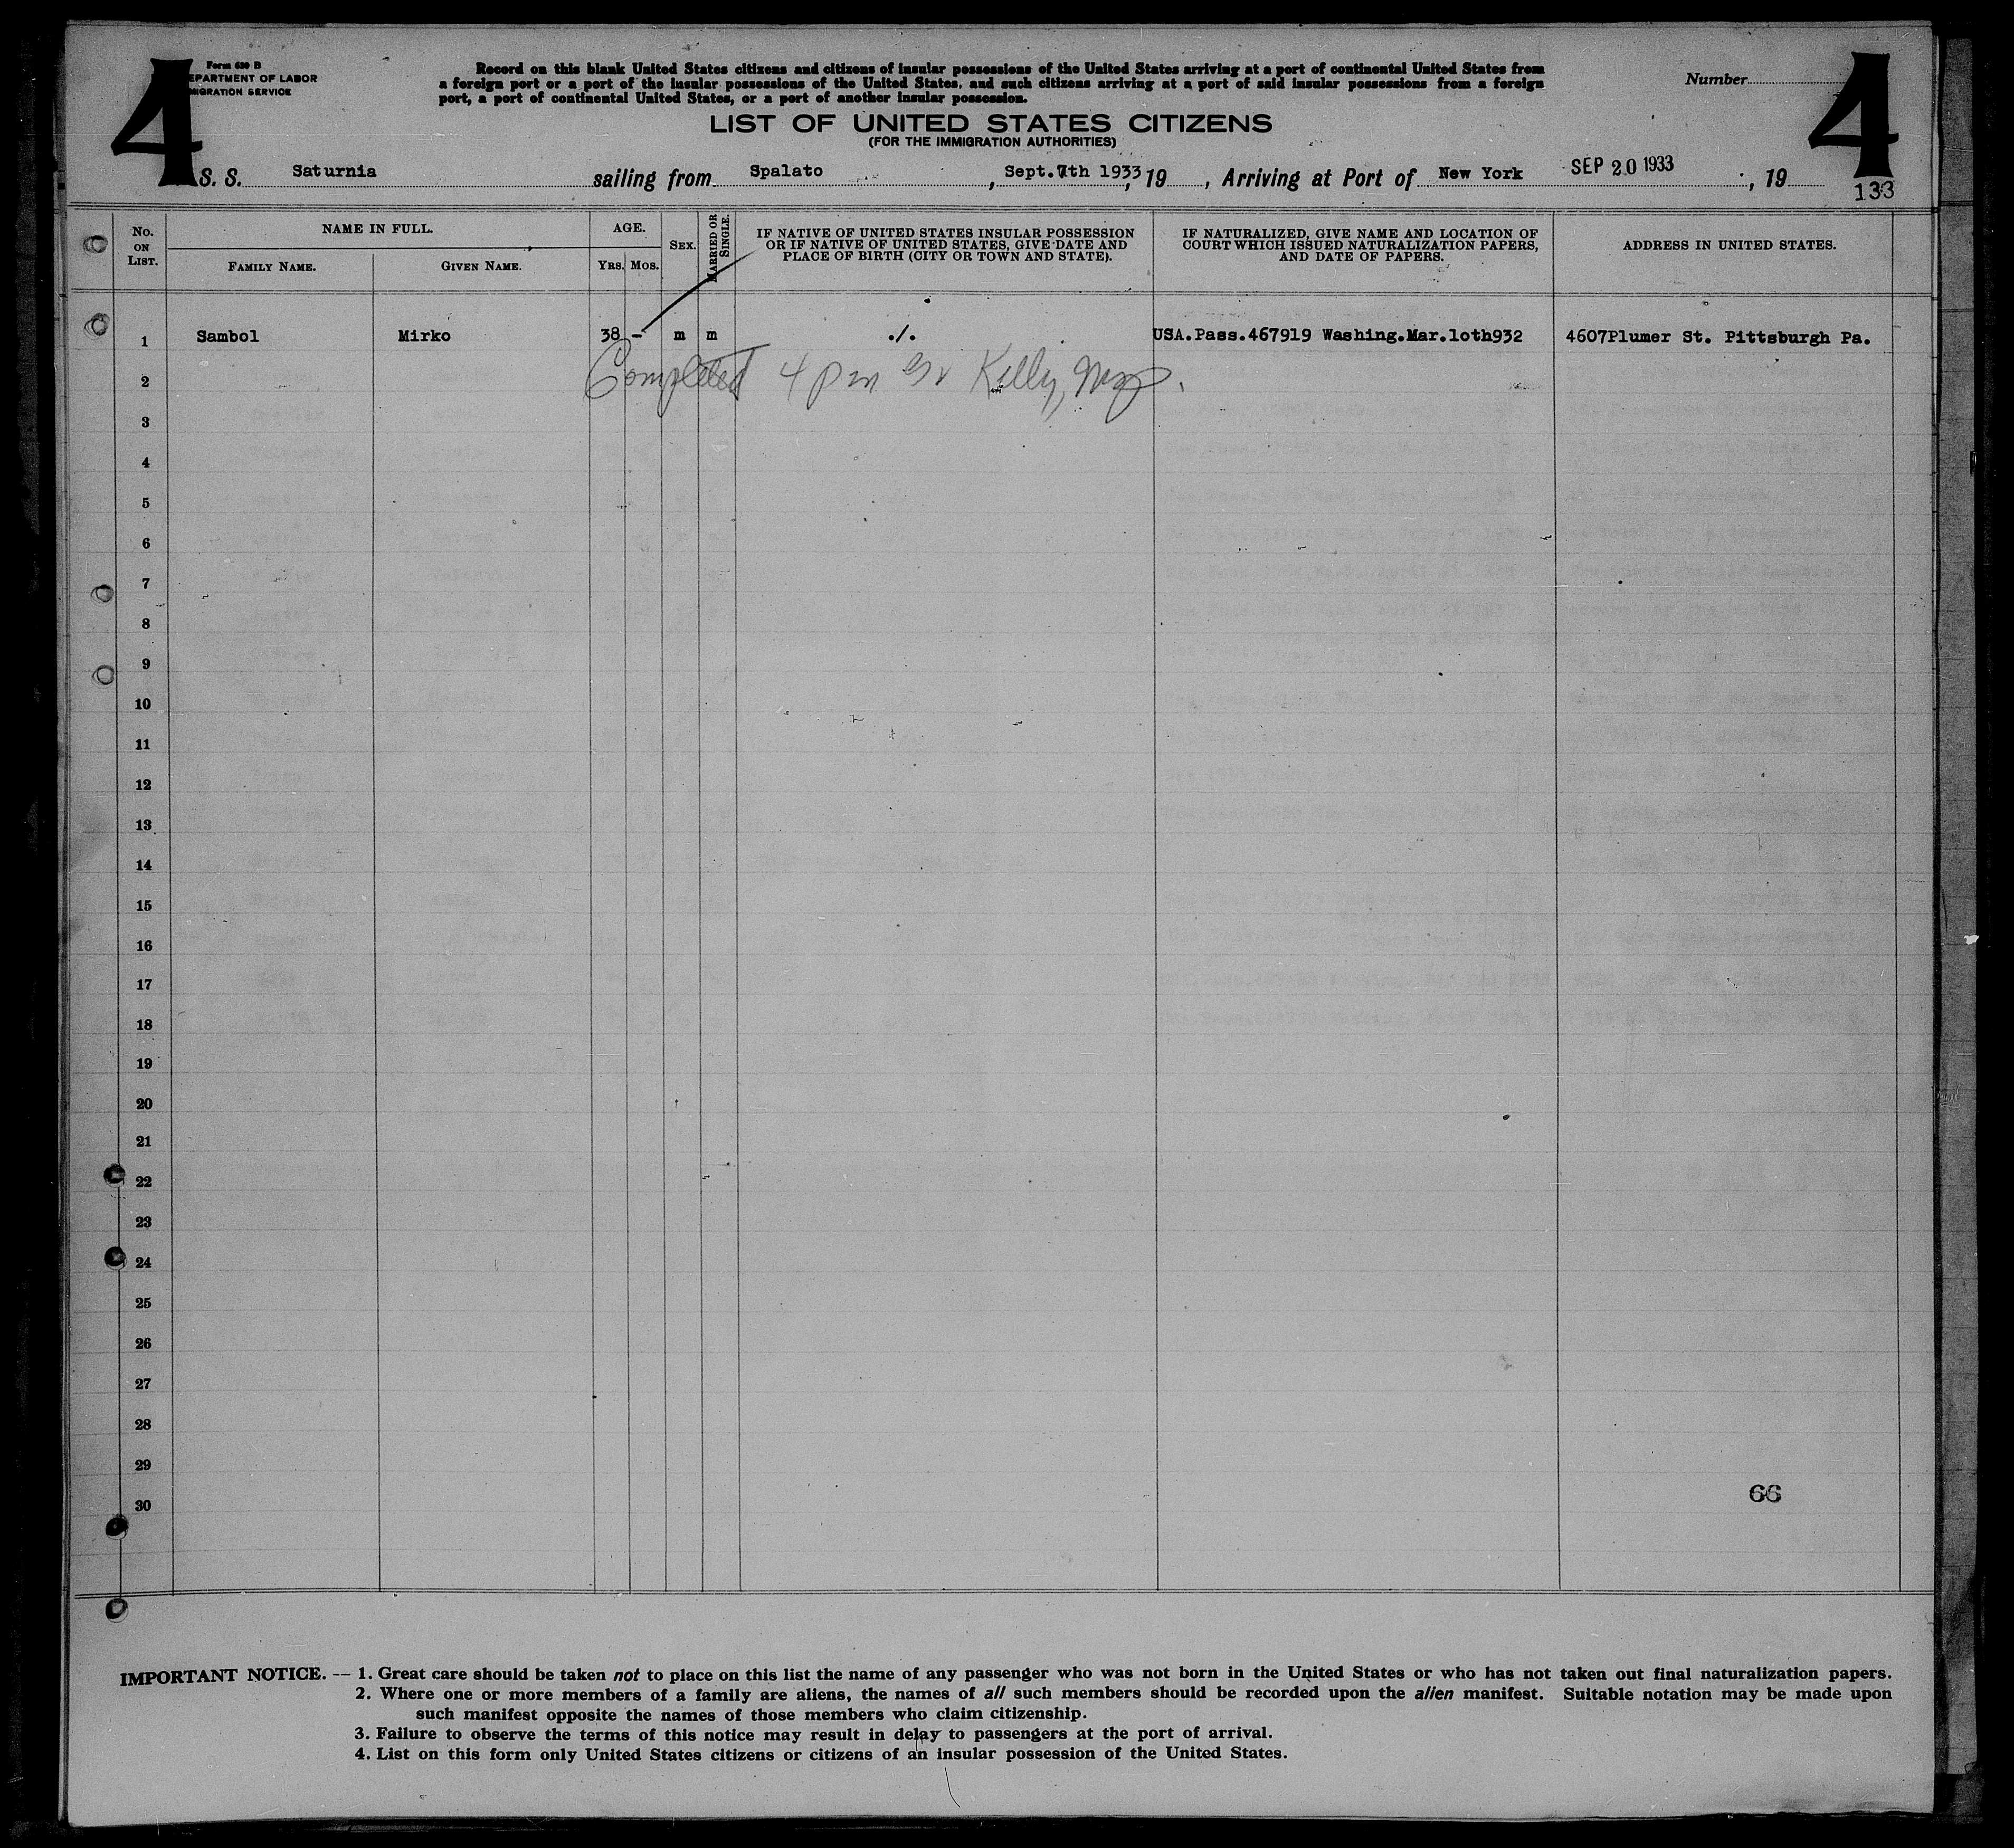 4
Form 630 B
DEPARTMENT OF LABOR
IMMIGRATION SERVICE
Record on this blank United States citizens and citizens of insular possessions of the United States arriving at a port of continental United States from
a foreign port or a port of the insular possessions of the United States, and such citizens arriving at a port of said insular possessions from a foreign
port, a port of continental United States, or a port of another insular possession.
Number
4
LIST OF UNITED STATES CITIZENS
(FOR THE IMMIGRATION AUTHORITIES)
S. S. Saturnia sailing from Spalato, Sept.7th 1933, 19 , Arriving at Port of New York SEP 20 1933, 19
133
No. ON LIST.
NAME IN FULL.
FAMILY NAME.
GIVEN NAME.
AGE.
YRS.
MOS.
SEX.
MARRIED OR SINGLE.
IF NATIVE OF UNITED STATES INSULAR POSSESSION
OR IF NATIVE OF UNITED STATES, GIVE DATE AND
PLACE OF BIRTH (CITY OR TOWN AND STATE).
IF NATURALIZED, GIVE NAME AND LOCATION OF
COURT WHICH ISSUED NATURALIZATION PAPERS,
AND DATE OF PAPERS.
ADDRESS IN UNITED STATES.
1 Sambol Mirko 38 - m m ./. USA.Pass.467919 Washing.Mar.loth932 4607Plumer St. Pittsburgh Pa.
Completed 4 pm Kelly,
2
3
4
5
6
7
8
9
10
11
12
13
14
15
16
17
18
19
20
21
22
23
24
25
26
27
28
29
30
66
IMPORTANT NOTICE. — 1. Great care should be taken not to place on this list the name of any passenger who was not born in the United States or who has not taken out final naturalization papers.
2. Where one or more members of a family are aliens, the names of all such members should be recorded upon the alien manifest. Suitable notation may be made upon
such manifest opposite the names of those members who claim citizenship.
3. Failure to observe the terms of this notice may result in delay to passengers at the port of arrival.
4. List on this form only United States citizens or citizens of an insular possession of the United States.